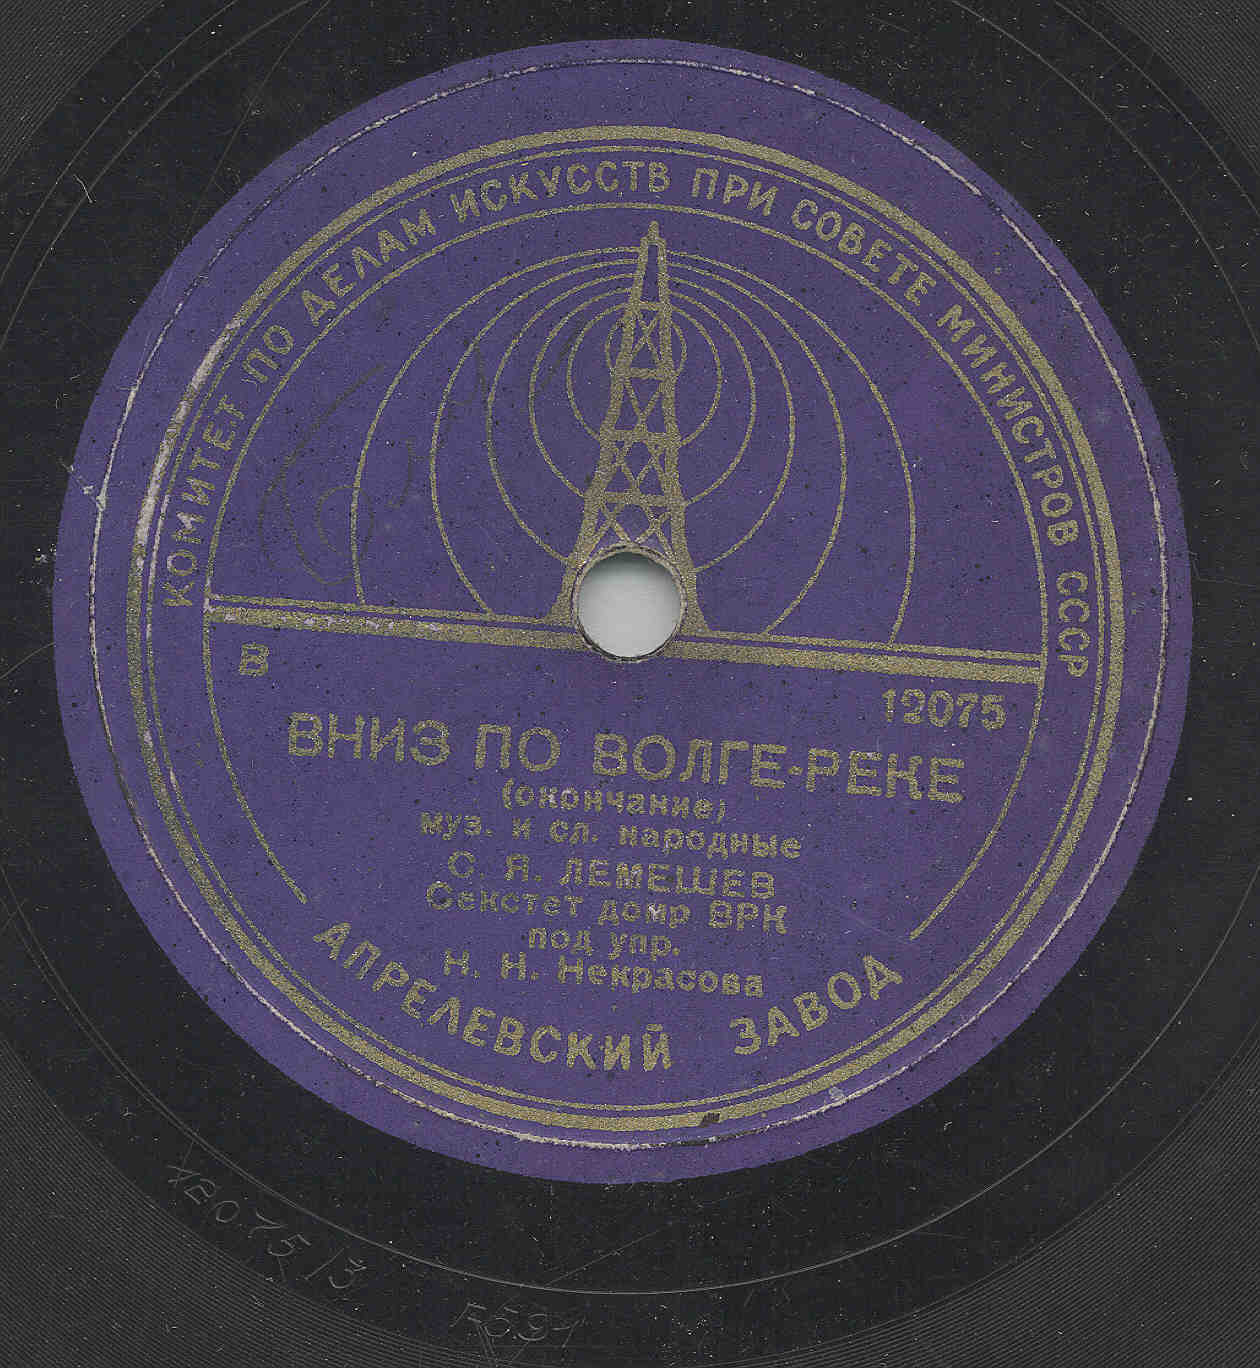 КОМИТЕТ ПО ДЕЛАМ ИСКУССТВ ПРИ СОВЕТЕ МИНИСТРОВ СССР
В
12075
ВНИЗ ПО ВОЛГЕ-РЕКЕ
(окончание)
муз. и сл. народные
С. Я. ЛЕМЕШЕВ
Секстет домр ВРК
под упр.
Н. Н. Некрасова
АПРЕЛЕВСКИЙ ЗАВОД